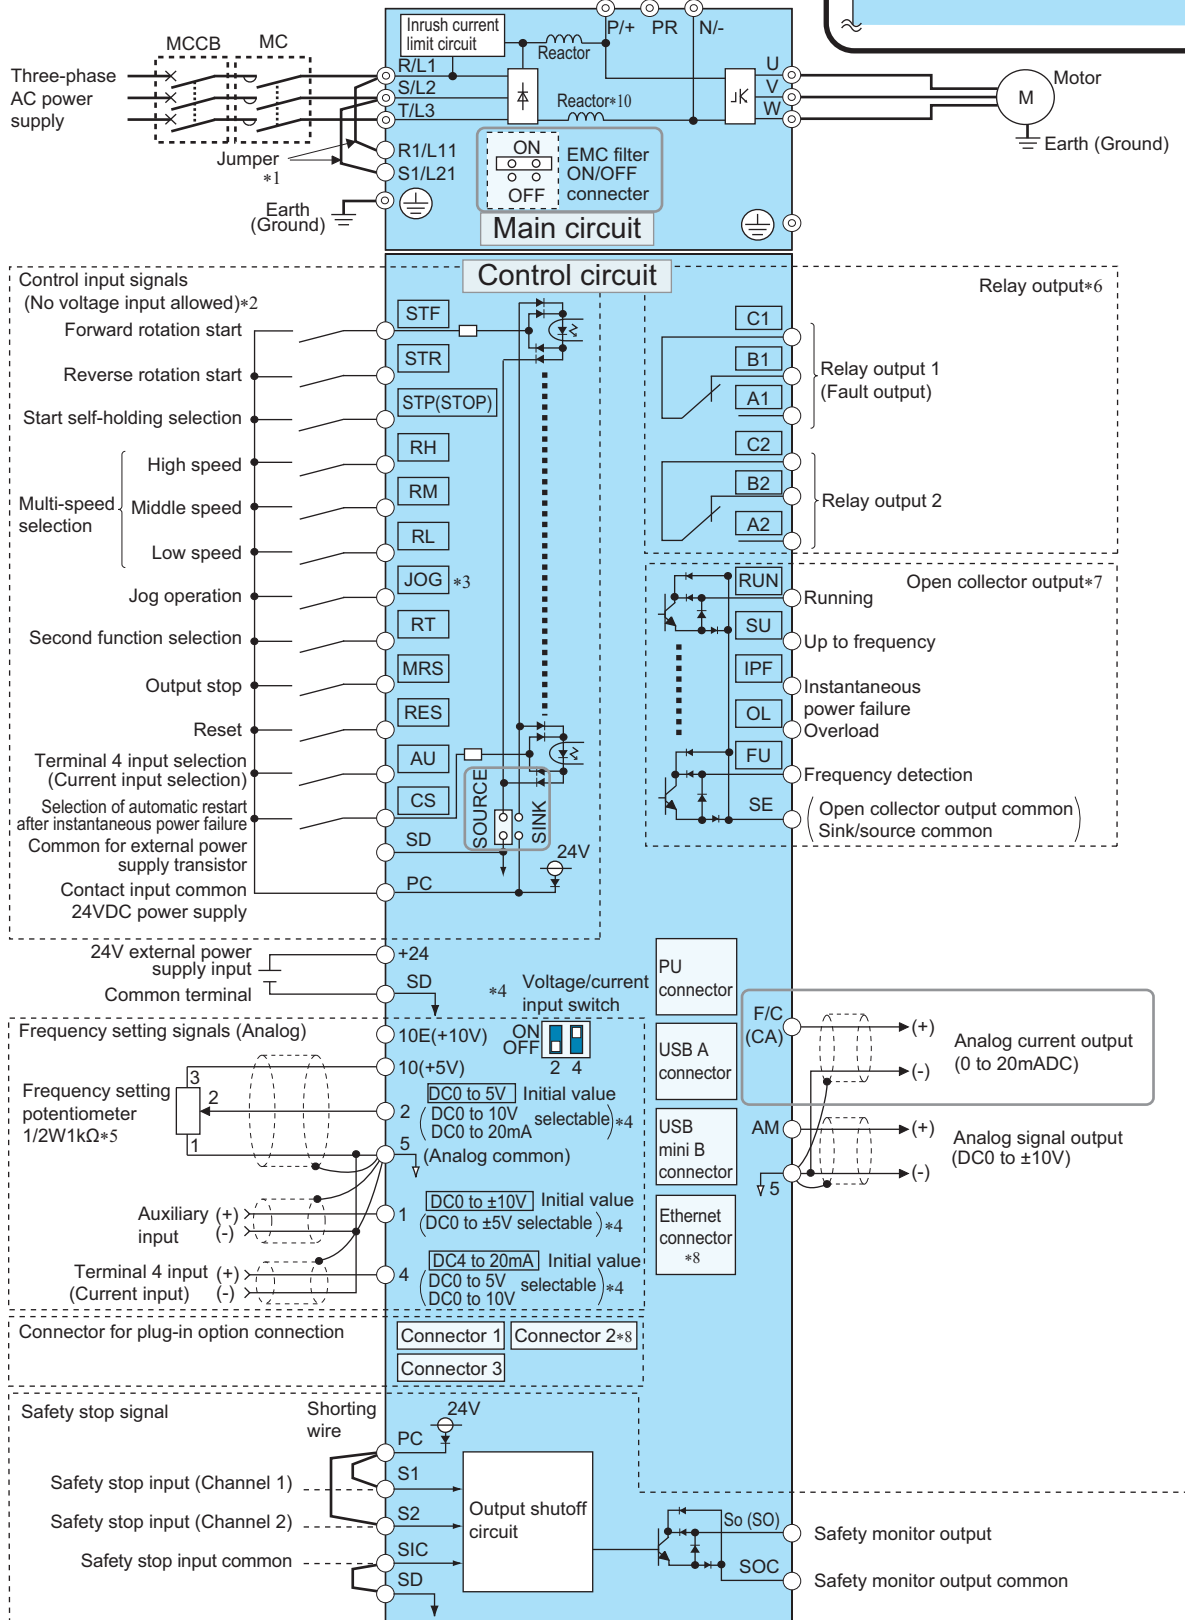 Inrush current
limit circuit
P/+ PR N/-
Reactor
MCCB MC
Three-phase
AC power
supply
R/L1
S/L2
T/L3
Reactor*10
U
V
W
Motor
M
Earth (Ground)
Jumper
*1
R1/L11
S1/L21
ON
OFF
EMC filter
ON/OFF
connecter
Earth
(Ground)
Main circuit
Control circuit
Control input signals
(No voltage input allowed)*2
Forward rotation start
STF
Reverse rotation start
STR
Start self-holding selection
STP(STOP)
Multi-speed
selection
High speed
RH
Middle speed
RM
Low speed
RL
Jog operation
JOG *3
Second function selection
RT
Output stop
MRS
Reset
RES
Terminal 4 input selection
(Current input selection)
AU
Selection of automatic restart
after instantaneous power failure
CS
SOURCE
SINK
Common for external power
supply transistor
SD
24V
Contact input common
24VDC power supply
PC
Relay output*6
C1
B1
A1
Relay output 1
(Fault output)
C2
B2
A2
Relay output 2
Open collector output*7
RUN
Running
SU
Up to frequency
IPF
Instantaneous
power failure
OL
Overload
FU
Frequency detection
SE
(Open collector output common
Sink/source common)
24V external power
supply input
+24
Common terminal
SD
*4 Voltage/current
input switch
ON
OFF
2 4
PU
connector
USB A
connector
USB
mini B
connector
Ethernet
connector
*8
F/C
(CA)
(+)
(-)
Analog current output
(0 to 20mADC)
AM
5
(+)
(-)
Analog signal output
(DC0 to ±10V)
Frequency setting signals (Analog)
10E(+10V)
10(+5V)
Frequency setting
potentiometer
1/2W1kΩ*5
3
2
1
2
DC0 to 5V Initial value
(DC0 to 10V
DC0 to 20mA selectable)*4
5
(Analog common)
Auxiliary (+)
input (-)
1
DC0 to ±10V Initial value
(DC0 to ±5V selectable)*4
Terminal 4 input (+)
(Current input) (-)
4
DC4 to 20mA Initial value
(DC0 to 5V
DC0 to 10V selectable)*4
Connector for plug-in option connection
Connector 1 Connector 2*8
Connector 3
Safety stop signal
Shorting
wire
24V
PC
Safety stop input (Channel 1)
S1
Safety stop input (Channel 2)
S2
Safety stop input common
SIC
SD
Output shutoff
circuit
So (SO)
Safety monitor output
SOC
Safety monitor output common